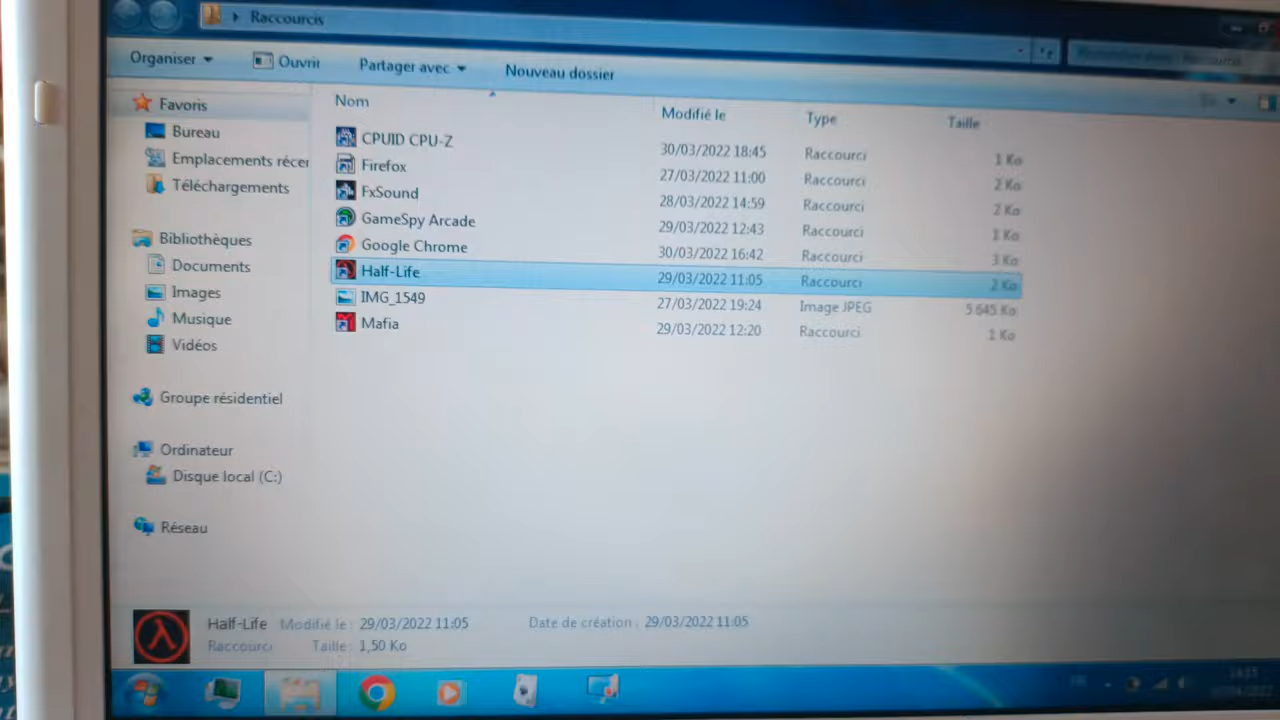 Raccourcis
Organiser
Ouvrir
Partager avec
Nouveau dossier
Nom Modifié le Type Taille
CPUID CPU-Z 30/03/2022 18:45 Raccourci 1 Ko
Firefox 27/03/2022 11:00 Raccourci 2 Ko
FxSound 28/03/2022 14:59 Raccourci 2 Ko
GameSpy Arcade 29/03/2022 12:43 Raccourci 1 Ko
Google Chrome 30/03/2022 16:42 Raccourci 3 Ko
Half-Life 29/03/2022 11:05 Raccourci 2 Ko
IMG_1549 27/03/2022 19:24 Image JPEG 5 645 Ko
Mafia 29/03/2022 12:20 Raccourci 1 Ko
Favoris
Bureau
Emplacements récer
Téléchargements
Bibliothèques
Documents
Images
Musique
Vidéos
Groupe résidentiel
Ordinateur
Disque local (C:)
Réseau
Half-Life Modifié le : 29/03/2022 11:05 Date de création : 29/03/2022 11:05
Raccourci Taille : 1,50 Ko